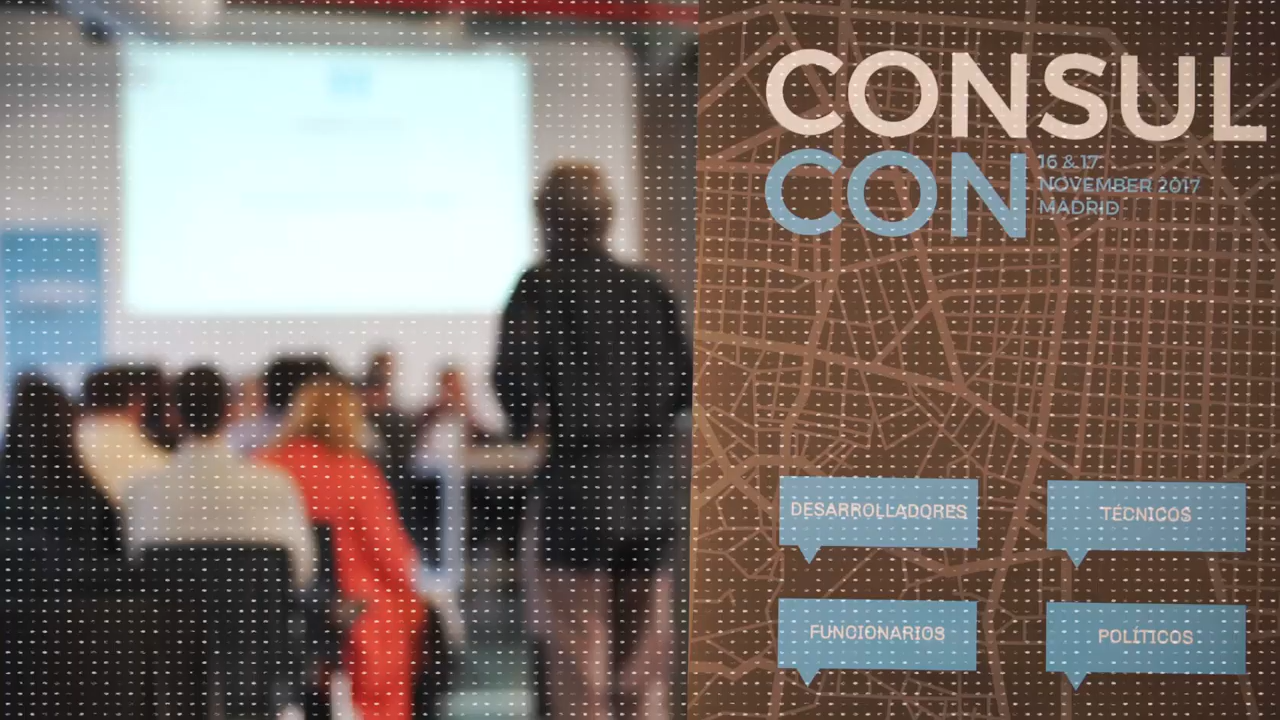 CONSUL
CON
16 & 17
NOVEMBER 2017
MADRID
DESARROLLADORES
TÉCNICOS
FUNCIONARIOS
POLÍTICOS